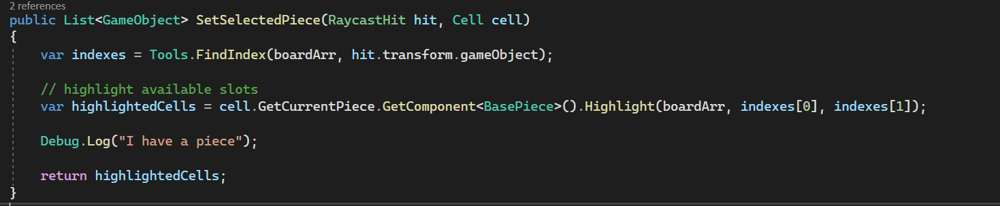 2 references
public List<GameObject> SetSelectedPiece(RaycastHit hit, Cell cell)
{
    var indexes = Tools.FindIndex(boardArr, hit.transform.gameObject);
    // highlight available slots
    var highlightedCells = cell.GetCurrentPiece.GetComponent<BasePiece>().Highlight(boardArr, indexes[0], indexes[1]);
    Debug.Log("I have a piece");
    return highlightedCells;
}